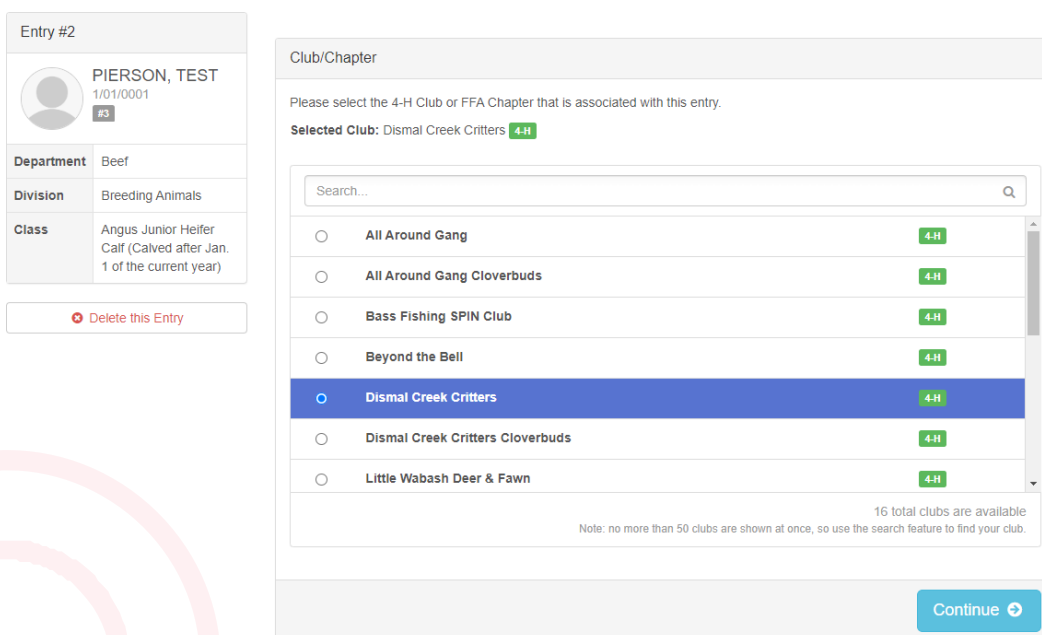 Entry #2
PIERSON, TEST
1/01/0001
#3
Department Beef
Division Breeding Animals
Class Angus Junior Heifer
Calf (Calved after Jan.
1 of the current year)
Delete this Entry
Club/Chapter
Please select the 4-H Club or FFA Chapter that is associated with this entry.
Selected Club: Dismal Creek Critters 4-H
Search...
All Around Gang 4-H
All Around Gang Cloverbuds 4-H
Bass Fishing SPIN Club 4-H
Beyond the Bell 4-H
Dismal Creek Critters 4-H
Dismal Creek Critters Cloverbuds 4-H
Little Wabash Deer & Fawn 4-H
16 total clubs are available
Note: no more than 50 clubs are shown at once, so use the search feature to find your club.
Continue